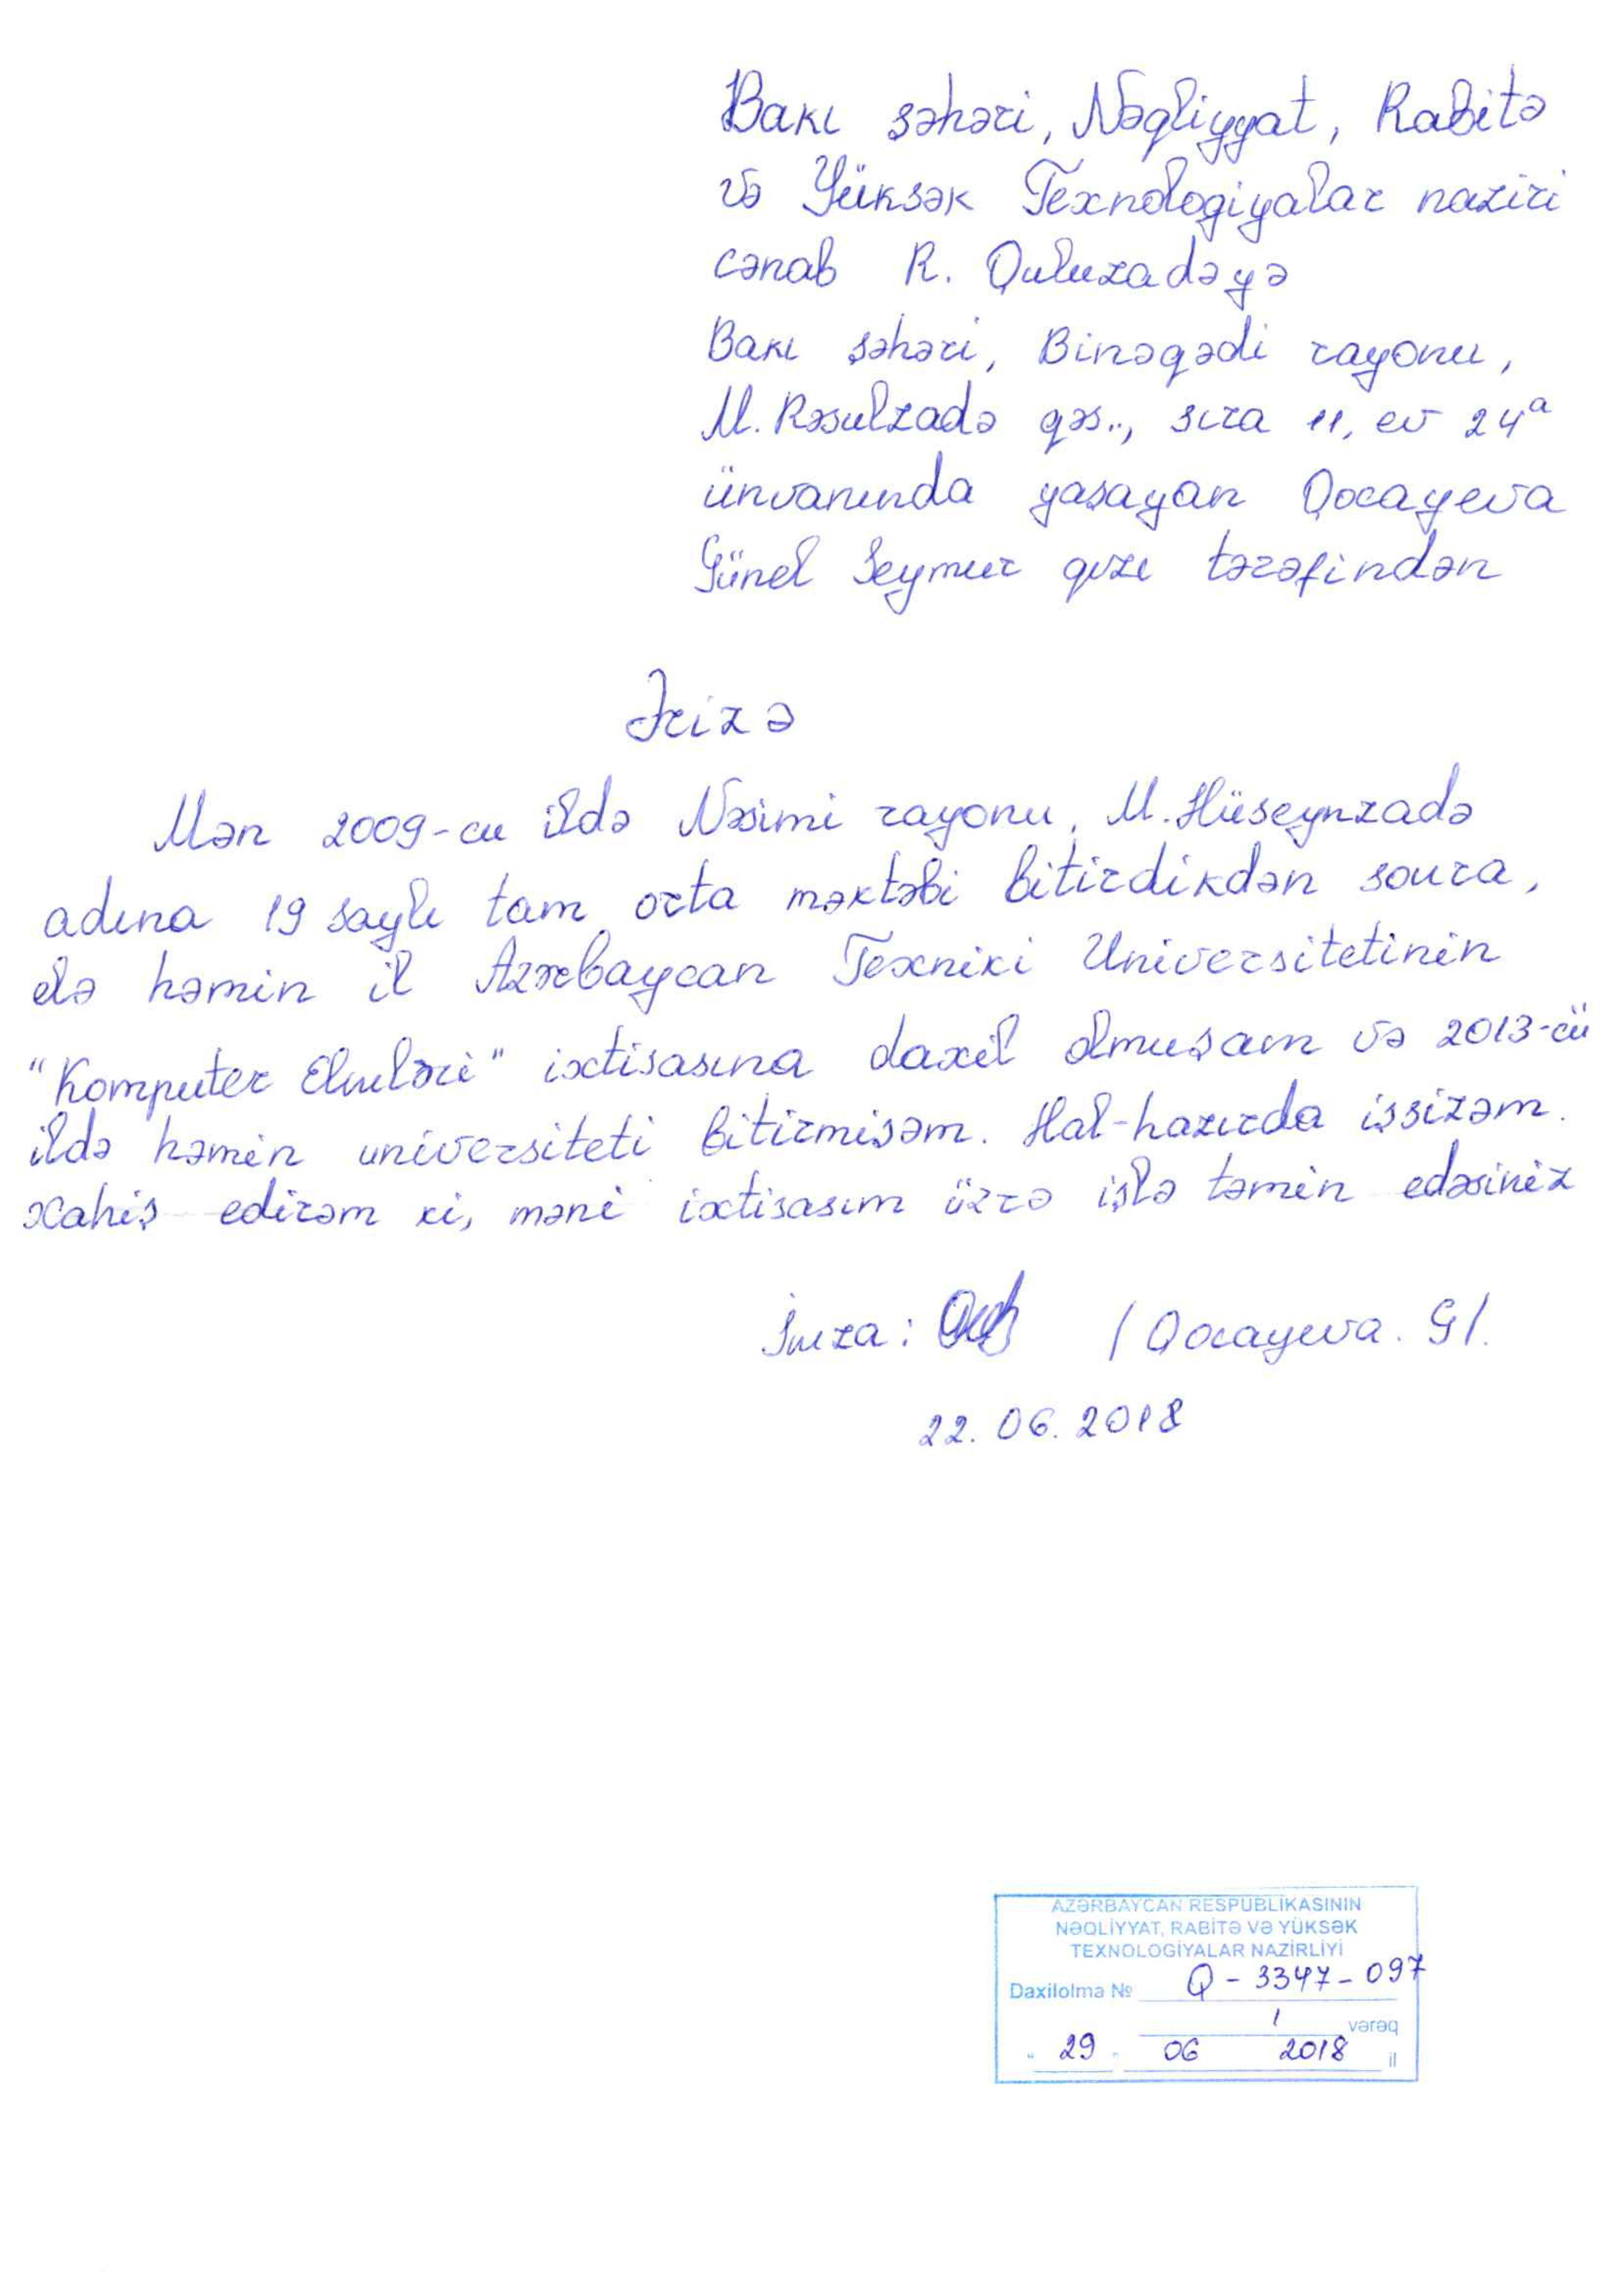 Bakı şəhəri, Nəqliyyat, Rabitə
və Yüksək Texnologiyalar naziri
cənab R. Quluzadəyə
Bakı şəhəri, Binəqədi rayonu,
M. Rəsulzadə qəs., sıra 11, ev 24ᵃ
ünvanında yaşayan Qocayeva
Günel Seymur qızı tərəfindən
Ərizə
Mən 2009-cu ildə Nəsimi rayonu, M. Hüseynzadə
adına 19 saylı tam orta məktəbi bitirdikdən sonra,
elə həmin il Azərbaycan Texniki Universitetinin
"Komputer Elmləri" ixtisasına daxil olmuşam və 2013-cü
ildə həmin universiteti bitirmişəm. Hal-hazırda işsizəm.
Xahiş edirəm ki, məni ixtisasım üzrə işlə təmin edəsiniz
İmza: / Qocayeva. G/.
22.06.2018
AZƏRBAYCAN RESPUBLİKASININ
NƏQLİYYAT, RABİTƏ VƏ YÜKSƏK
TEXNOLOGİYALAR NAZİRLİYİ
Daxilolma № Q-3347-097
1 vərəq
"29" 06 2018 il